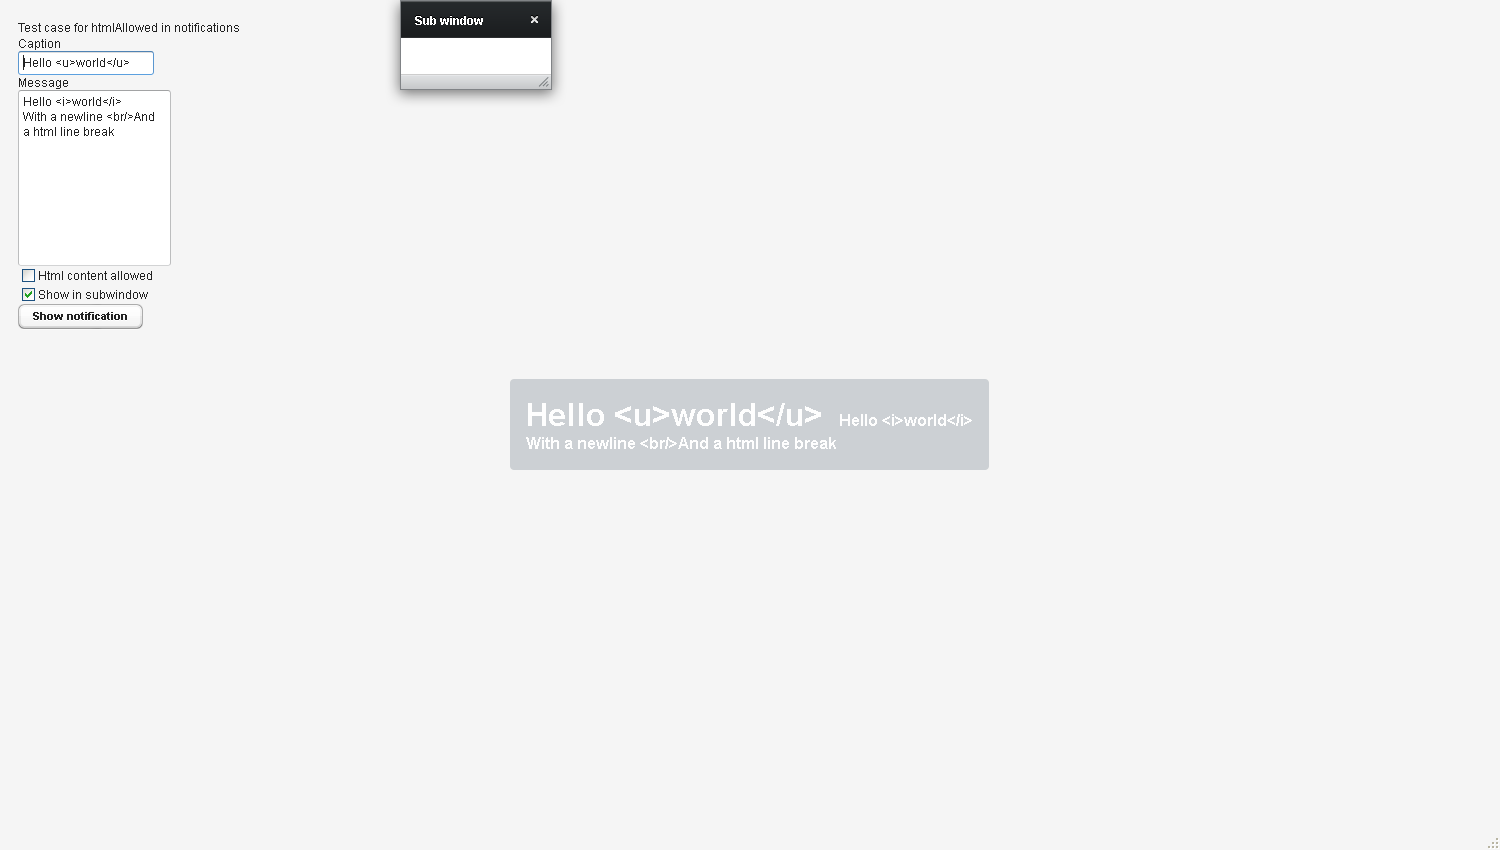 Test case for htmlAllowed in notifications
Caption
Hello <u>world</u>
Message
Hello <i>world</i>
With a newline <br/>And
a html line break
Html content allowed
Show in subwindow
Show notification
Sub window
Hello <u>world</u> Hello <i>world</i>
With a newline <br/>And a html line break